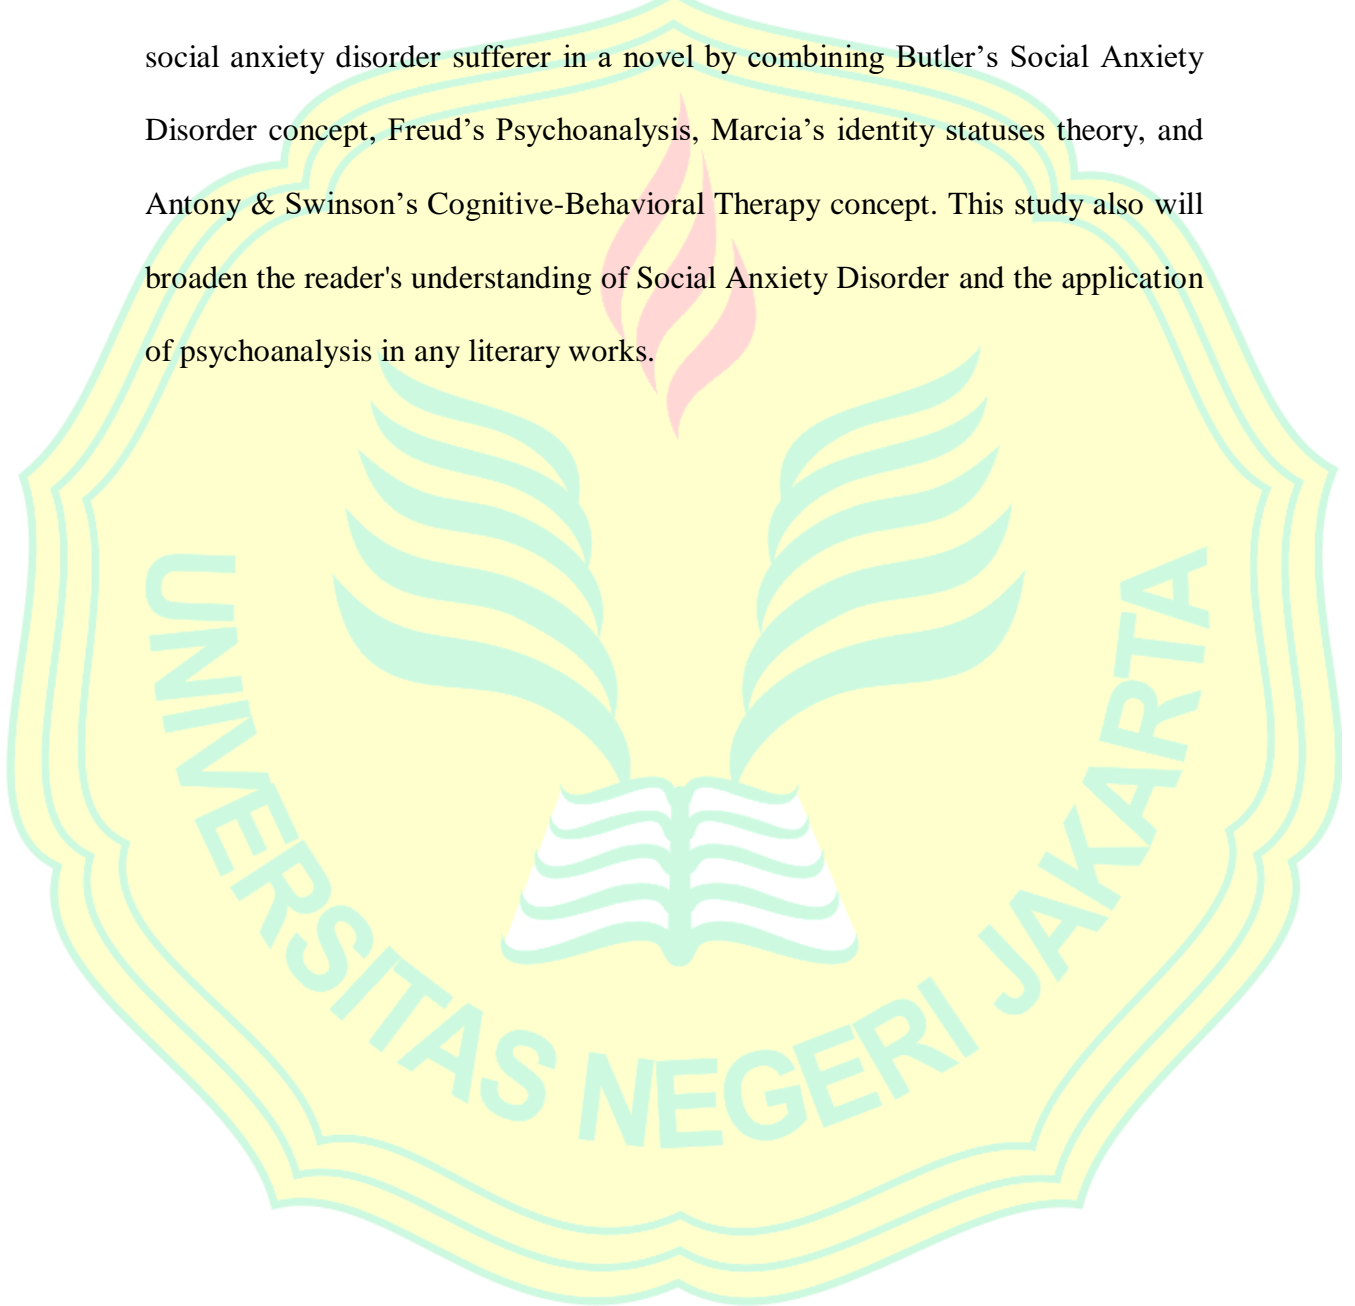 social anxiety disorder sufferer in a novel by combining Butler’s Social Anxiety
Disorder concept, Freud’s Psychoanalysis, Marcia’s identity statuses theory, and
Antony & Swinson’s Cognitive-Behavioral Therapy concept. This study also will
broaden the reader's understanding of Social Anxiety Disorder and the application
of psychoanalysis in any literary works.
UNIVERSITAS NEGERI JAKARTA